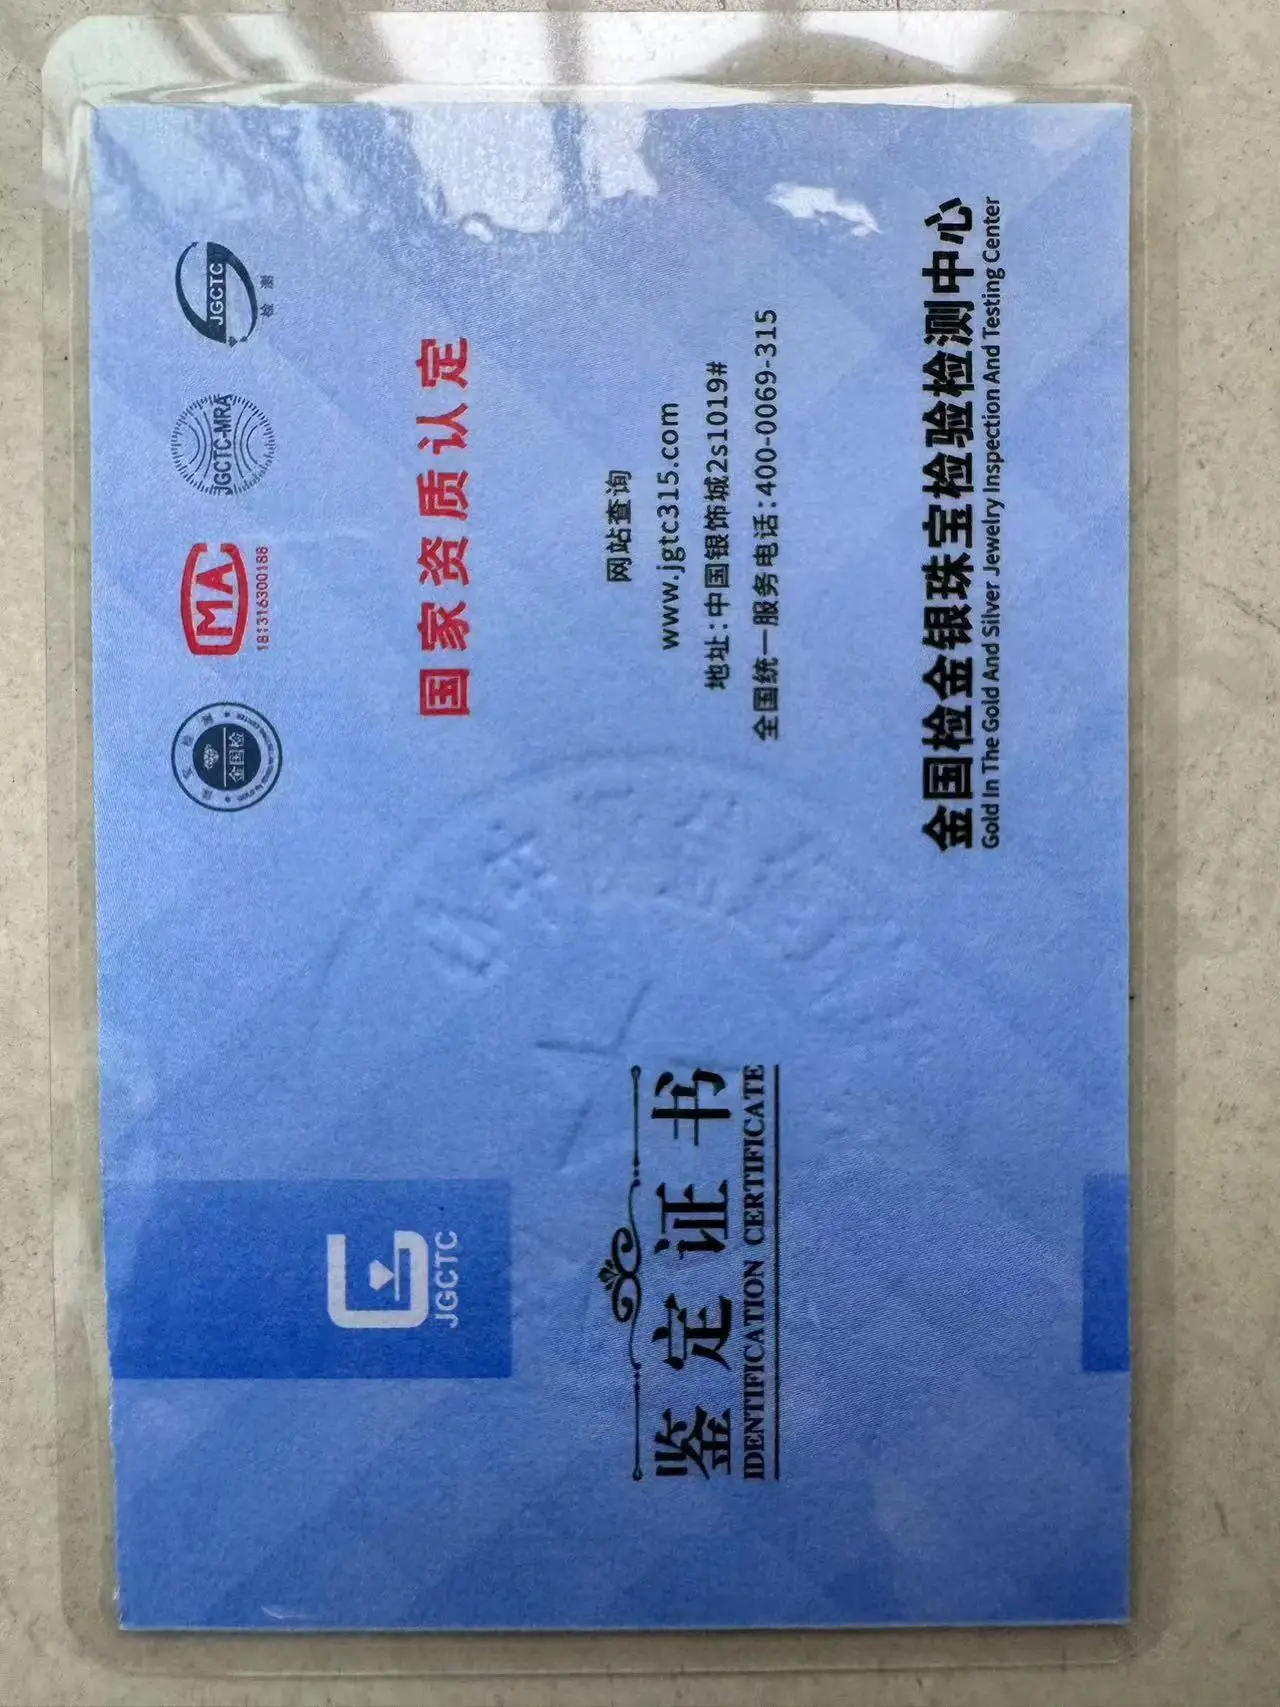 JGCTC
鉴定证书
IDENTIFICATION CERTIFICATE
金国检
MA
181316300188
JGCTC-MRA
JGCTC
检测
国家资质认定
网站查询
www.jgtc315.com
地址:中国银饰城2s1019#
全国统一服务电话:400-0069-315
金国检金银珠宝检验检测中心
Gold In The Gold And Silver Jewelry Inspection And Testing Center